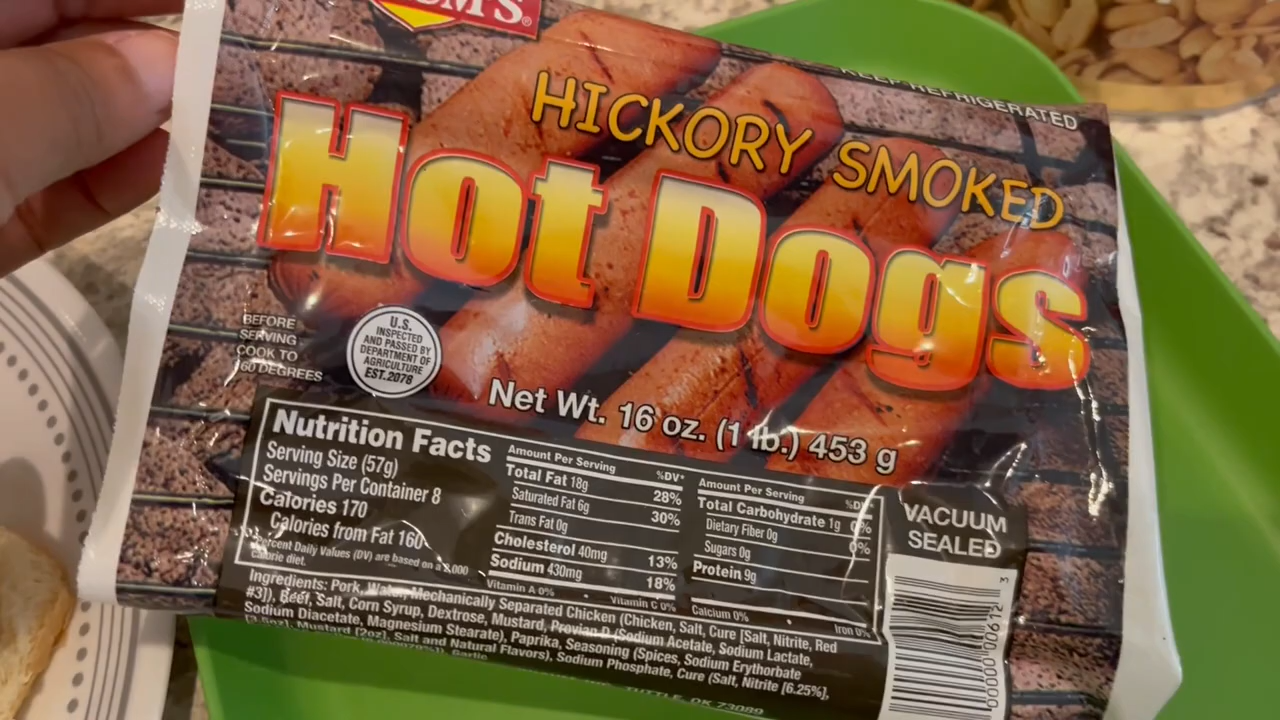 HICKORY SMOKED
KEEP REFRIGERATED
Hot Dogs
BEFORE
SERVING
COOK TO
160 DEGREES
U.S.
INSPECTED
AND PASSED BY
DEPARTMENT OF
AGRICULTURE
EST.2078
Net Wt. 16 oz. (1 lb.) 453 g
Nutrition Facts
Serving Size (57g)
Servings Per Container 8
Calories 170
Calories from Fat 160
Percent Daily Values (DV) are based on a 2,000
calorie diet.
Amount Per Serving %DV*
Total Fat 18g 28%
Saturated Fat 6g 30%
Trans Fat 0g
Cholesterol 40mg 13%
Sodium 430mg 18%
Vitamin A 0% Vitamin C 0%
Amount Per Serving %DV*
Total Carbohydrate 1g 0%
Dietary Fiber 0g 0%
Sugars 0g
Protein 9g
Calcium 0% Iron 0%
VACUUM
SEALED
Ingredients: Pork, Water, Mechanically Separated Chicken (Chicken, Salt, Cure [Salt, Nitrite, Red
#3]), Beef, Salt, Corn Syrup, Dextrose, Mustard, Provian-D (Sodium Acetate, Sodium Lactate,
Sodium Diacetate, Magnesium Stearate), Paprika, Seasoning (Spices, Sodium Erythorbate
[3.5oz], Mustard [2oz], Salt and Natural Flavors), Sodium Phosphate, Cure (Salt, Nitrite [6.25%],
Garlic
TUTTLE, OK 73089
00000 00612 3